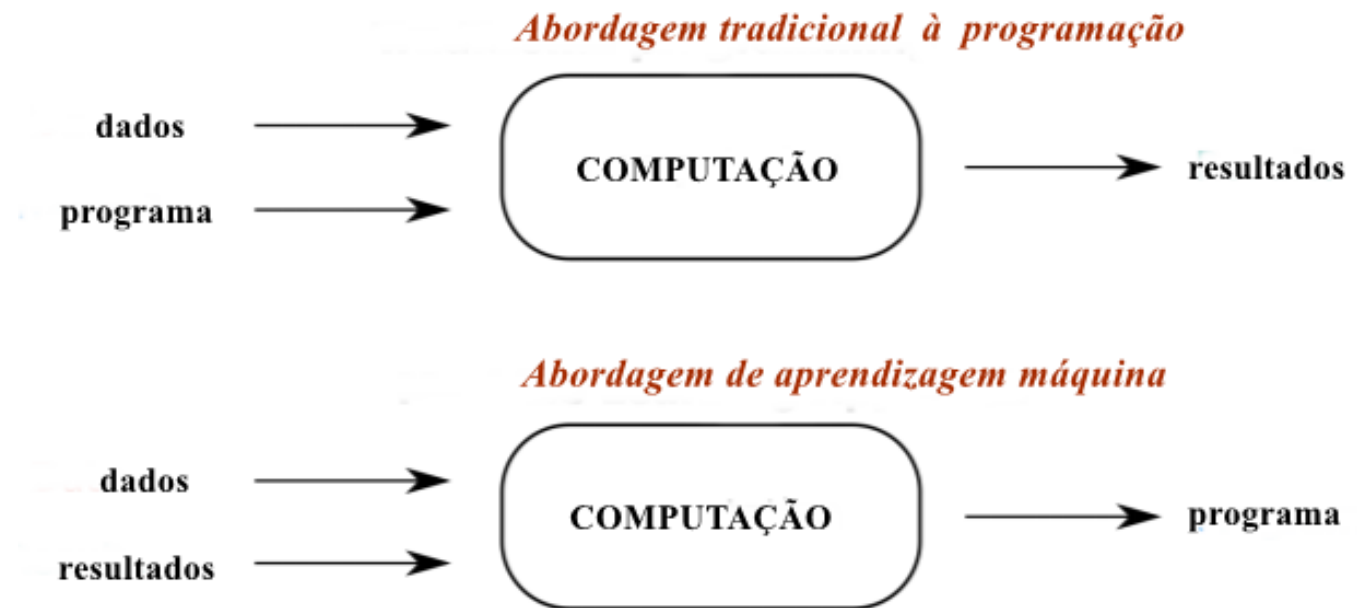 Abordagem tradicional à programação
dados
programa
COMPUTAÇÃO
resultados
Abordagem de aprendizagem máquina
dados
resultados
COMPUTAÇÃO
programa